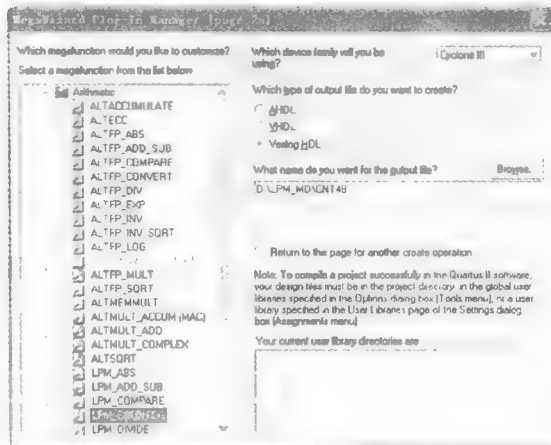 MegaWizard Plug-In Manager [page 2a]
Which megafunction would you like to customize?
Select a megafunction from the list below
Arithmetic
ALTACCUMULATE
ALTECC
ALTFP_ABS
ALTFP_ADD_SUB
ALTFP_COMPARE
ALTFP_CONVERT
ALTFP_DIV
ALTFP_EXP
ALTFP_INV
ALTFP_INV_SQRT
ALTFP_LOG
ALTFP_MULT
ALTFP_SQRT
ALTMEMMULT
ALTMULT_ACCUM (MAC)
ALTMULT_ADD
ALTMULT_COMPLEX
ALTSQRT
LPM_ABS
LPM_ADD_SUB
LPM_COMPARE
LPM_DIVIDE
Which device family will you be
using?
Cyclone III
Which type of output file do you want to create?
AHDL
VHDL
Verilog HDL
What name do you want for the output file?
Browse...
D:\LPM_MD\CNT4B
Return to this page for another create operation
Note: To compile a project successfully in the Quartus II software,
your design files must be in the project directory, in the global user
libraries specified in the Options dialog box (Tools menu), or a user
library specified in the User Libraries page of the Settings dialog
box (Assignments menu)
Your current user library directories are